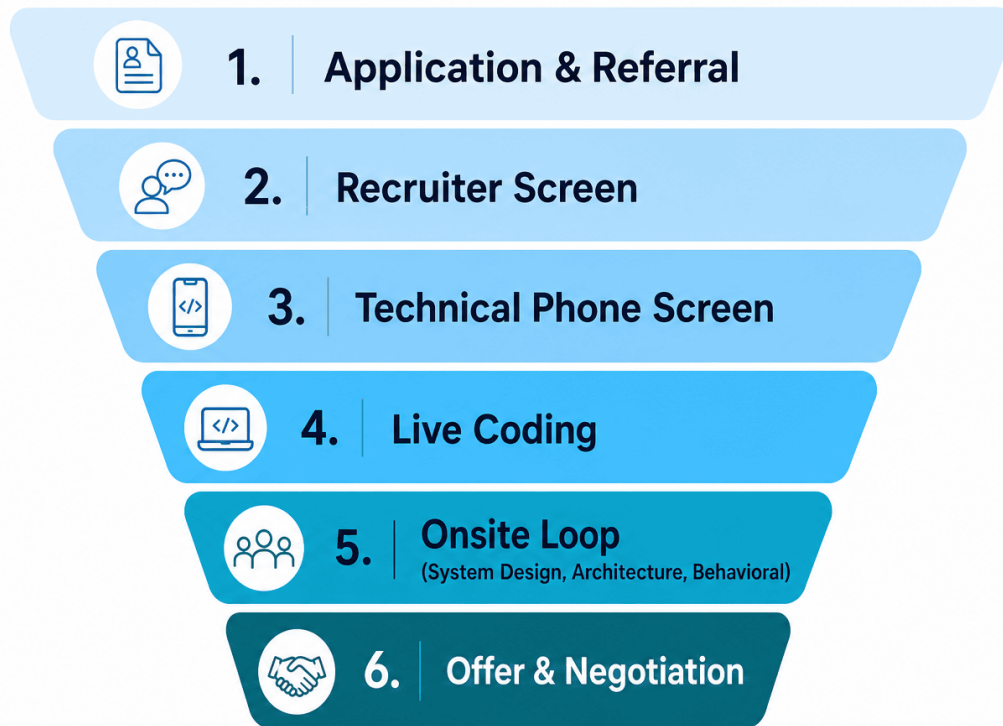 1. Application & Referral
2. Recruiter Screen
3. Technical Phone Screen
</>
4. Live Coding
</>
5. Onsite Loop
(System Design, Architecture, Behavioral)
6. Offer & Negotiation